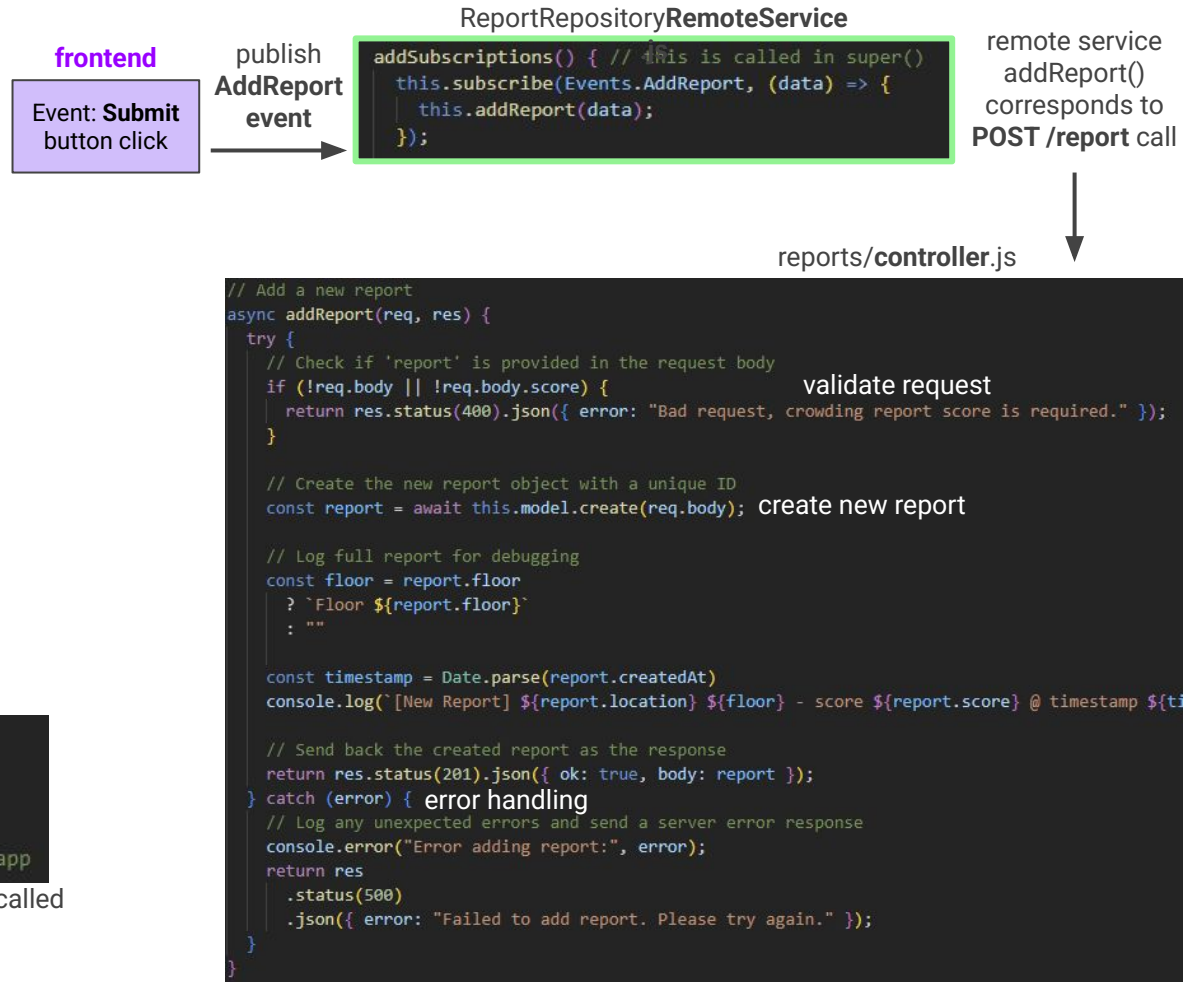 ReportRepositoryRemoteService
frontend
Event: Submit
button click
publish
AddReport
event
addSubscriptions() { // this is called in super()
this.subscribe(Events.AddReport, (data) => {
this.addReport(data);
});
remote service
addReport()
corresponds to
POST /report call
reports/controller.js
// Add a new report
async addReport(req, res) {
try {
// Check if 'report' is provided in the request body
if (!req.body || !req.body.score) {
validate request
return res.status(400).json({ error: "Bad request, crowding report score is required." });
}
// Create the new report object with a unique ID
const report = await this.model.create(req.body);
create new report
// Log full report for debugging
const floor = report.floor
? `Floor ${report.floor}`
: ""
const timestamp = Date.parse(report.createdAt)
console.log(`[New Report] ${report.location} ${floor} - score ${report.score} @ timestamp ${ti
// Send back the created report as the response
return res.status(201).json({ ok: true, body: report });
} catch (error) {
error handling
// Log any unexpected errors and send a server error response
console.error("Error adding report:", error);
return res
.status(500)
.json({ error: "Failed to add report. Please try again." });
}
}
app
called